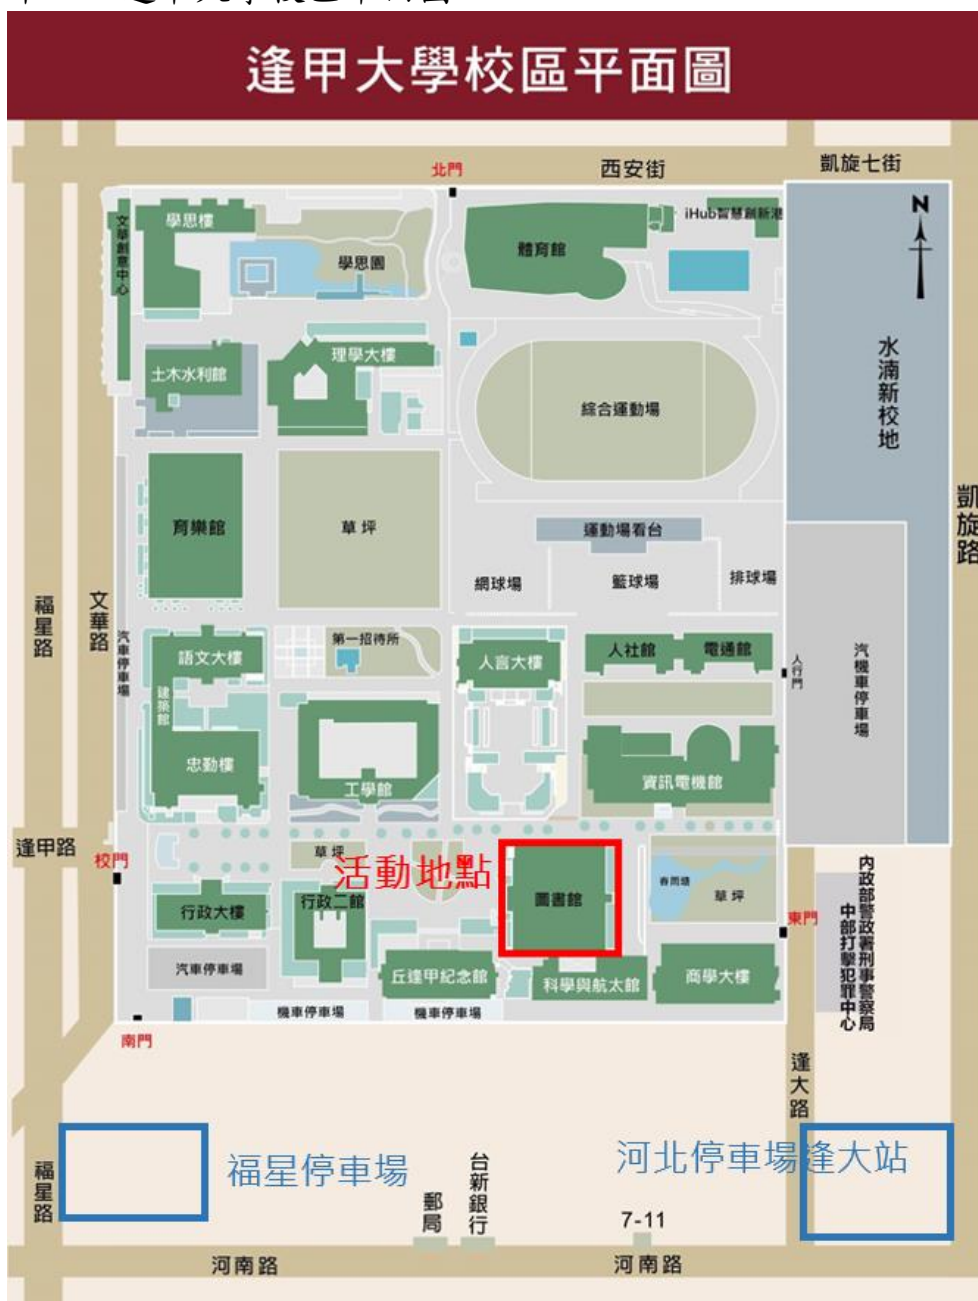 逢甲大學校區平面圖
西安街
凱旋七街
北門
N
文華創意中心
學思樓
學思園
體育館
iHub智慧創新港
水湳新校地
土木水利館
理學大樓
綜合運動場
凱旋路
育樂館
草坪
運動場看台
網球場
籃球場
排球場
福星路
文華路
汽車停車場
語文大樓
第一招待所
人言大樓
人社館
電通館
人行門
汽機車停車場
建築館
忠勤樓
工學館
資訊電機館
逢甲路
校門
草坪
活動地點
圖書館
春雨塘
草坪
東門
內政部警政署刑事警察局
中部打擊犯罪中心
行政大樓
行政二館
汽車停車場
丘逢甲紀念館
科學與航太館
商學大樓
機車停車場
機車停車場
南門
逢大路
福星停車場
河北停車場逢大站
福星路
郵局
台新銀行
7-11
河南路
河南路